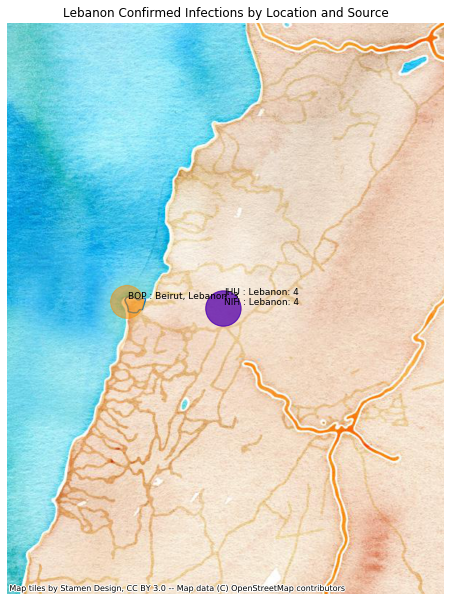 Lebanon Confirmed Infections by Location and Source
BOP : Beirut, Lebanon
JHU : Lebanon: 4
NIH : Lebanon: 4
Map tiles by Stamen Design, CC BY 3.0 -- Map data (C) OpenStreetMap contributors